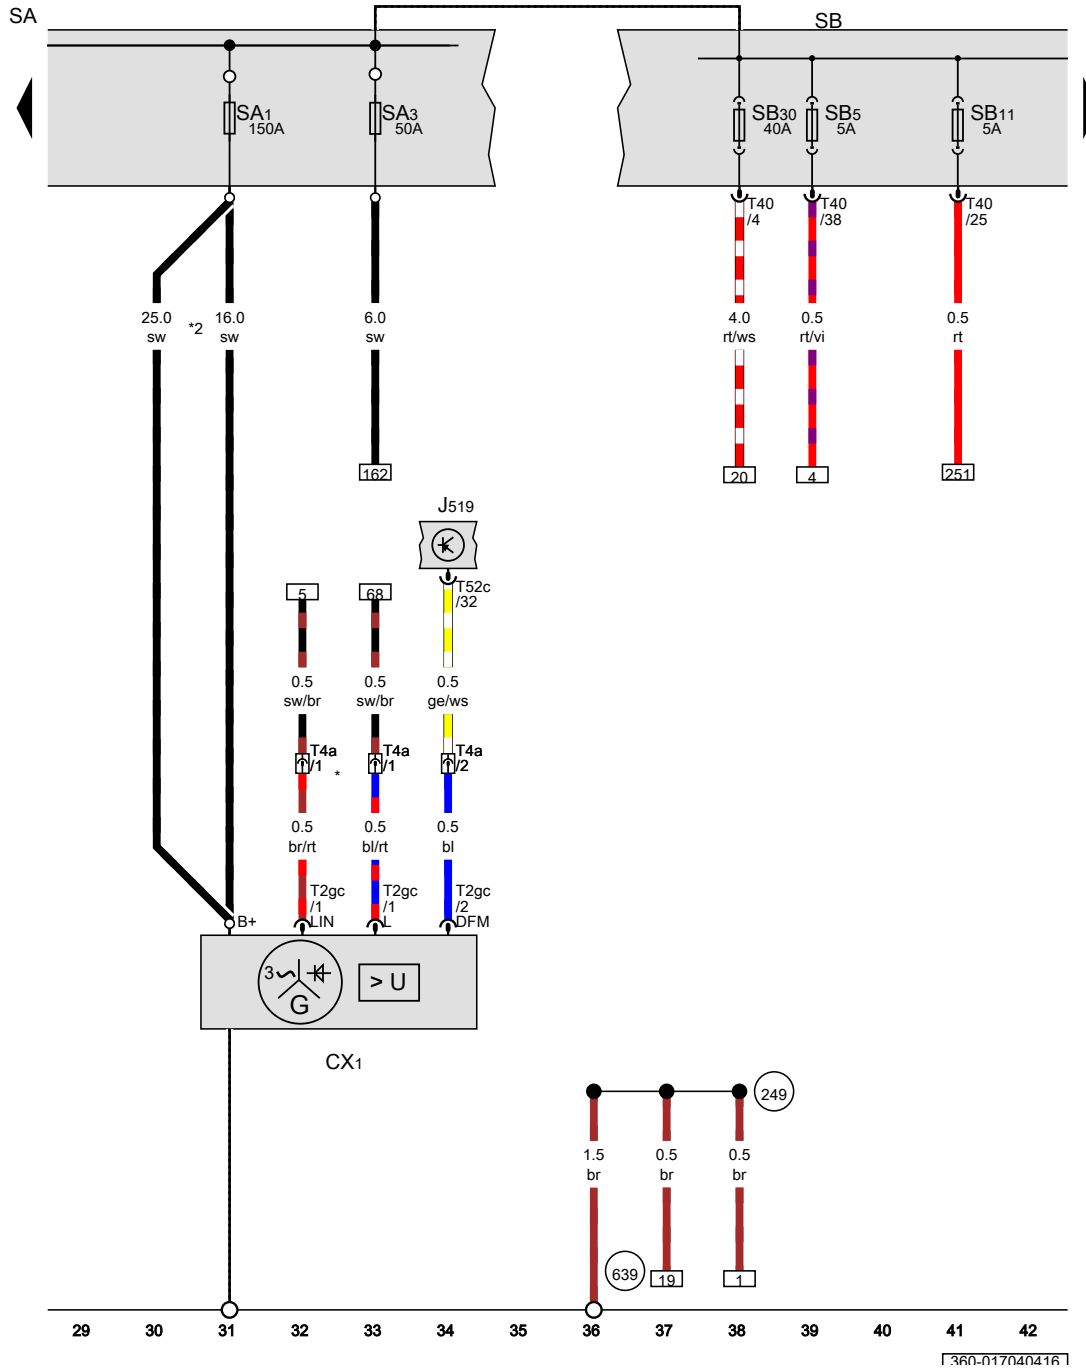 SA
SB
SA1
150A
SA3
50A
SB30
40A
SB5
5A
SB11
5A
T40
/4
T40
/38
T40
/25
25.0
sw
*2
16.0
sw
6.0
sw
4.0
rt/ws
0.5
rt/vi
0.5
rt
162
20
4
251
J519
T52c
/32
5
68
0.5
sw/br
0.5
sw/br
0.5
ge/ws
T4a
/1
*
T4a
/1
T4a
/2
0.5
br/rt
0.5
bl/rt
0.5
bl
T2gc
/1
LIN
T2gc
/1
L
T2gc
/2
DFM
B+
3
G
> U
CX1
249
1.5
br
0.5
br
0.5
br
639
19
1
29 30 31 32 33 34 35 36 37 38 39 40 41 42
360-017040416